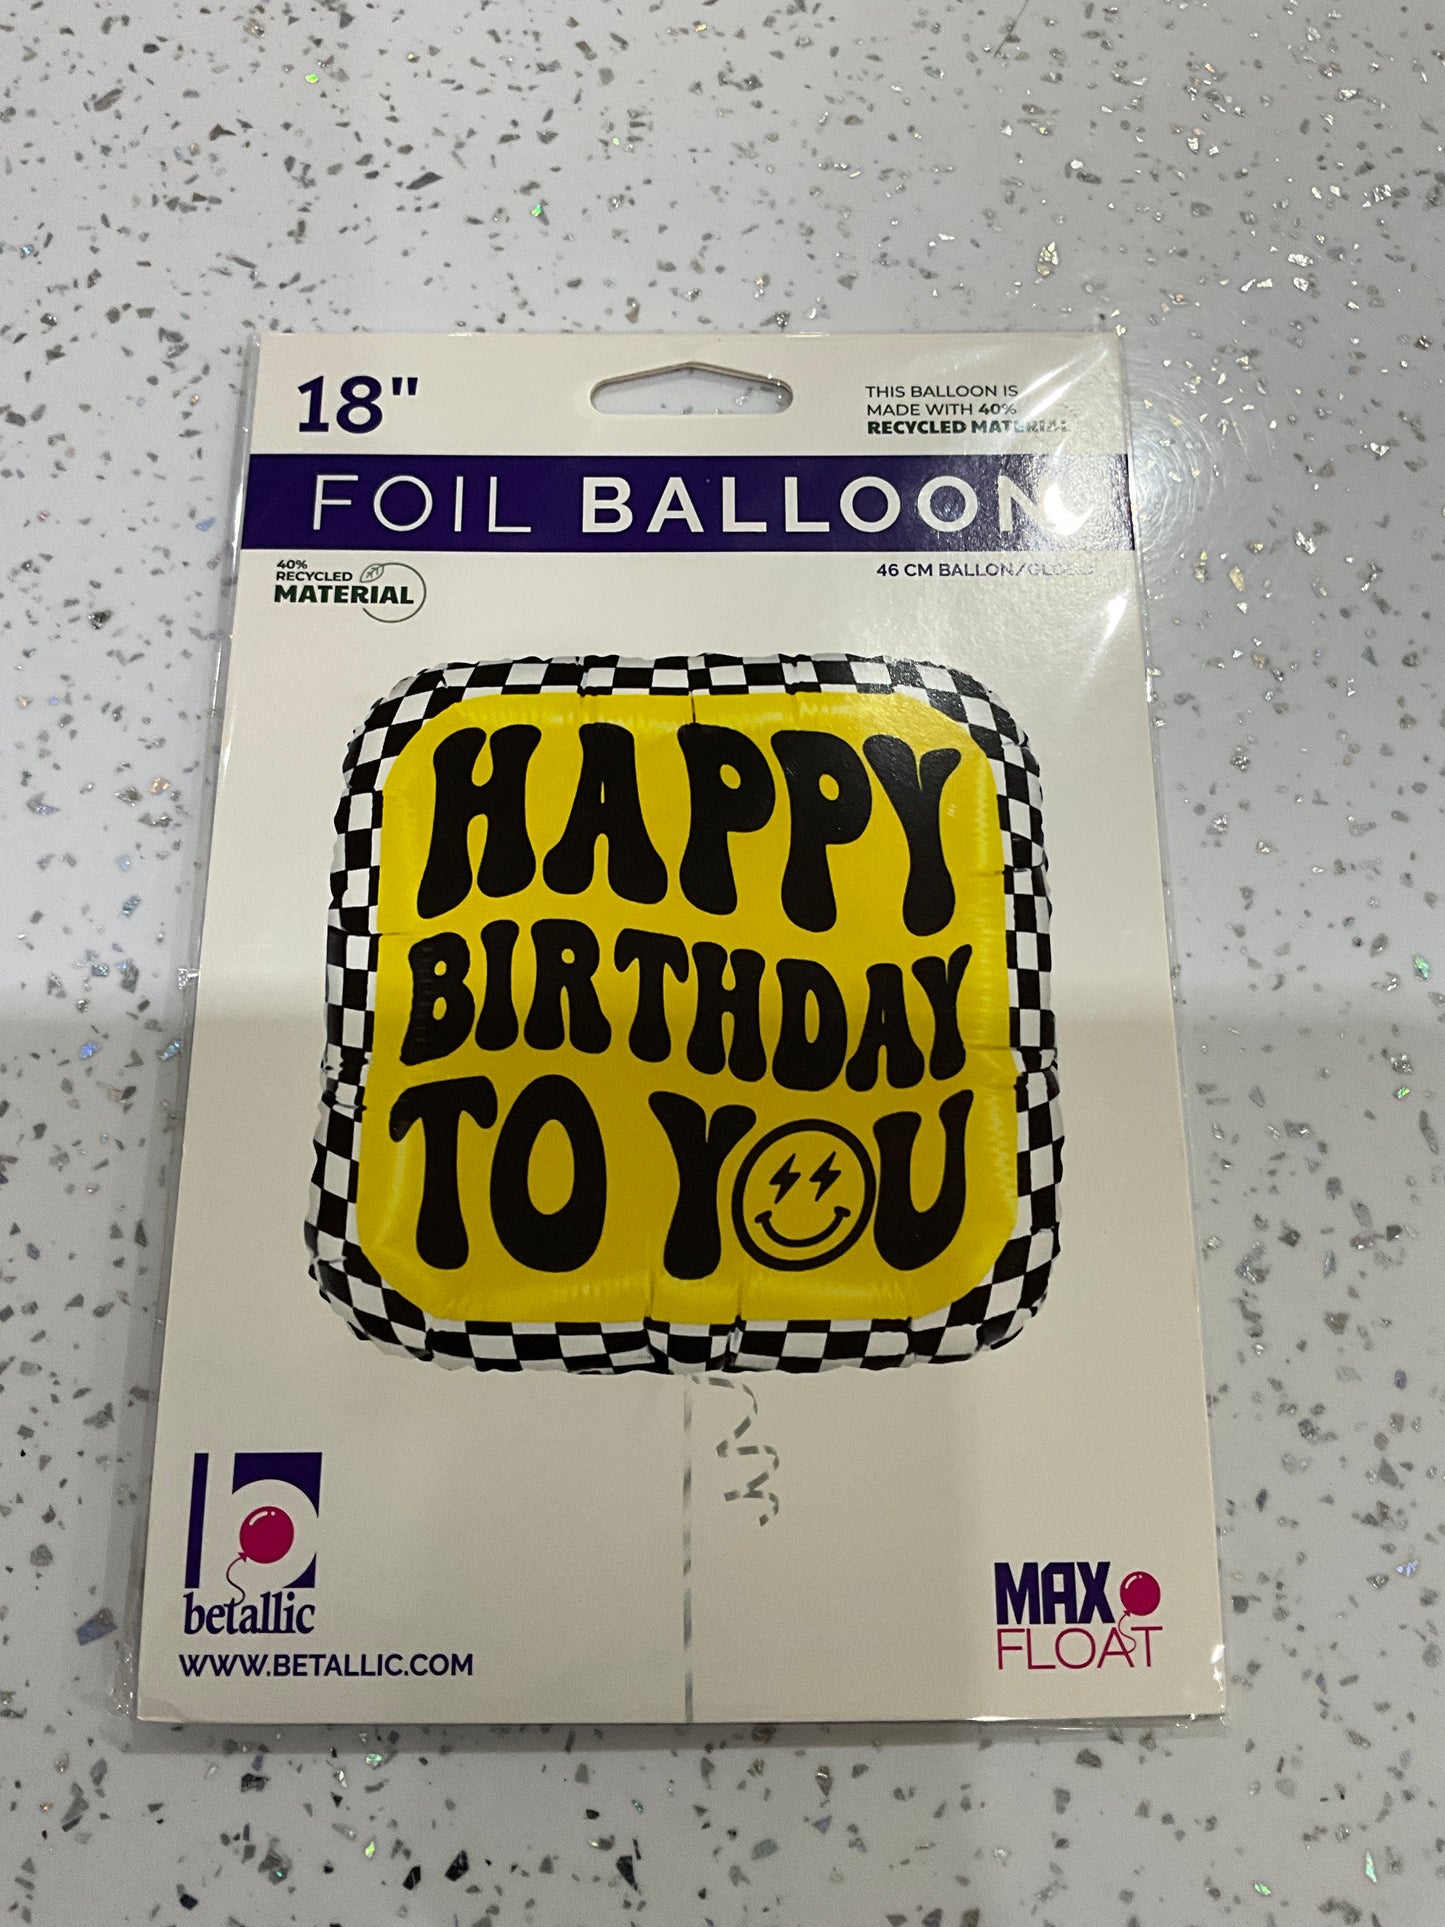 18"
THIS BALLOON IS
MADE WITH 40%
RECYCLED MATERIAL
FOIL BALLOON
40%
RECYCLED
MATERIAL
46 CM BALLON/GLOBO
HAPPY
BIRTHDAY
TO YOU
betallic
WWW.BETALLIC.COM
MAX
FLOAT